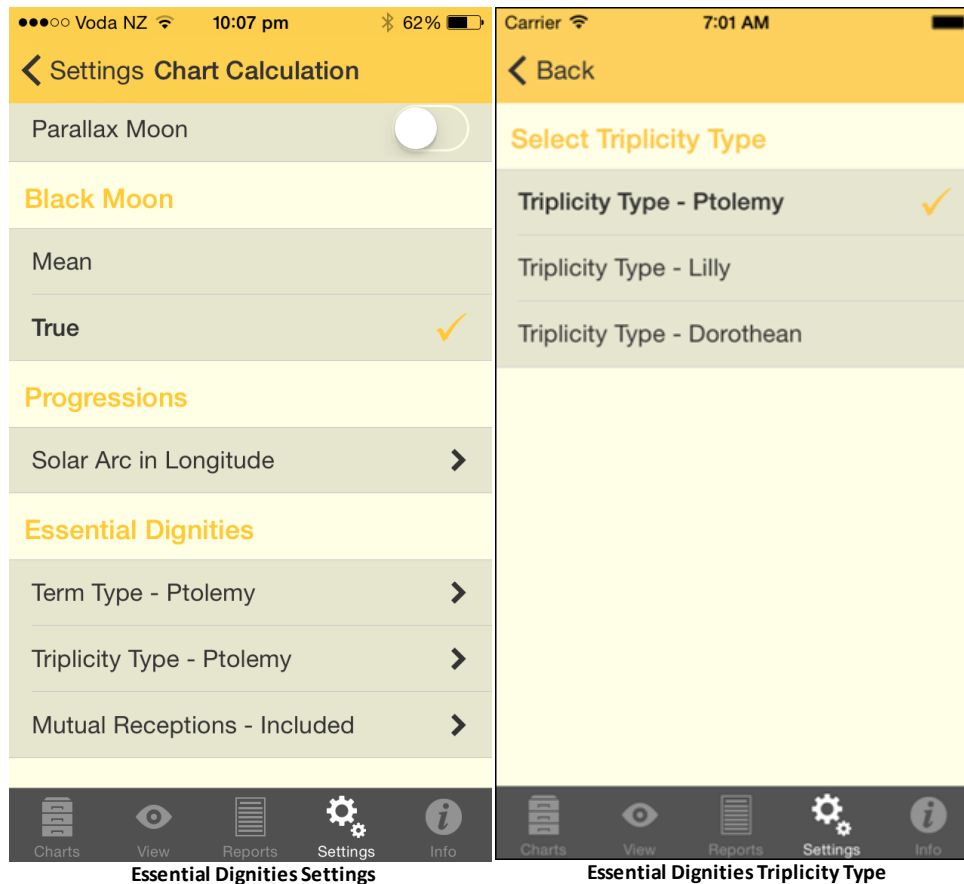 Voda NZ 10:07 pm 62%
Settings Chart Calculation
Parallax Moon
Black Moon
Mean
True
Progressions
Solar Arc in Longitude
Essential Dignities
Term Type - Ptolemy
Triplicity Type - Ptolemy
Mutual Receptions - Included
Charts View Reports Settings Info
Essential Dignities Settings
Carrier 7:01 AM
Back
Select Triplicity Type
Triplicity Type - Ptolemy
Triplicity Type - Lilly
Triplicity Type - Dorothean
Charts View Reports Settings Info
Essential Dignities Triplicity Type